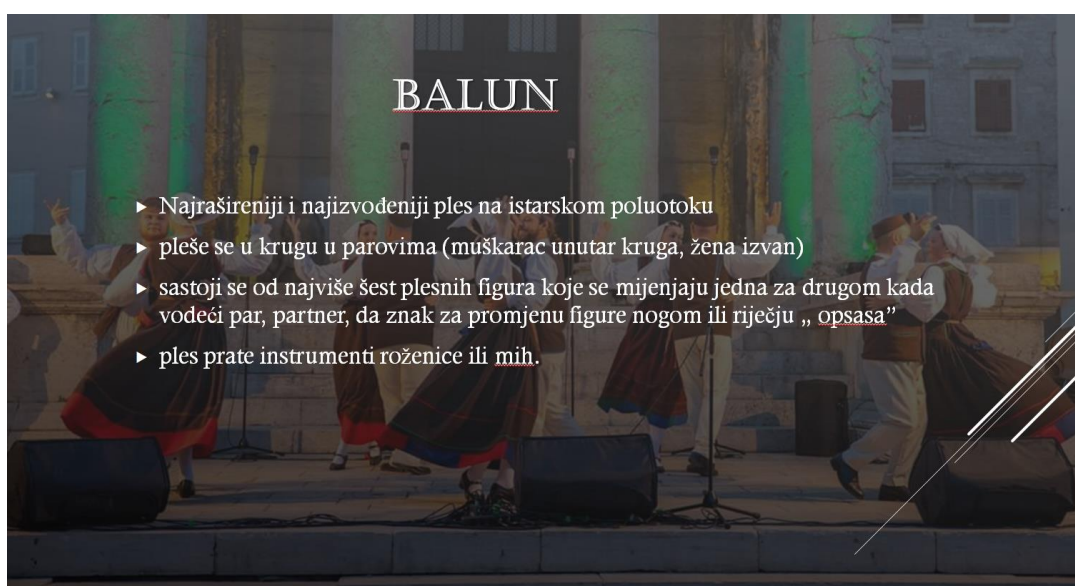 BALUN
Najrašireniji i najizvođeniji ples na istarskom poluotoku
pleše se u krugu u parovima (muškarac unutar kruga, žena izvan)
sastoji se od najviše šest plesnih figura koje se mijenjaju jedna za drugom kada
vodeći par, partner, da znak za promjenu figure nogom ili riječju ,, opsasa”
ples prate instrumenti roženice ili mih.